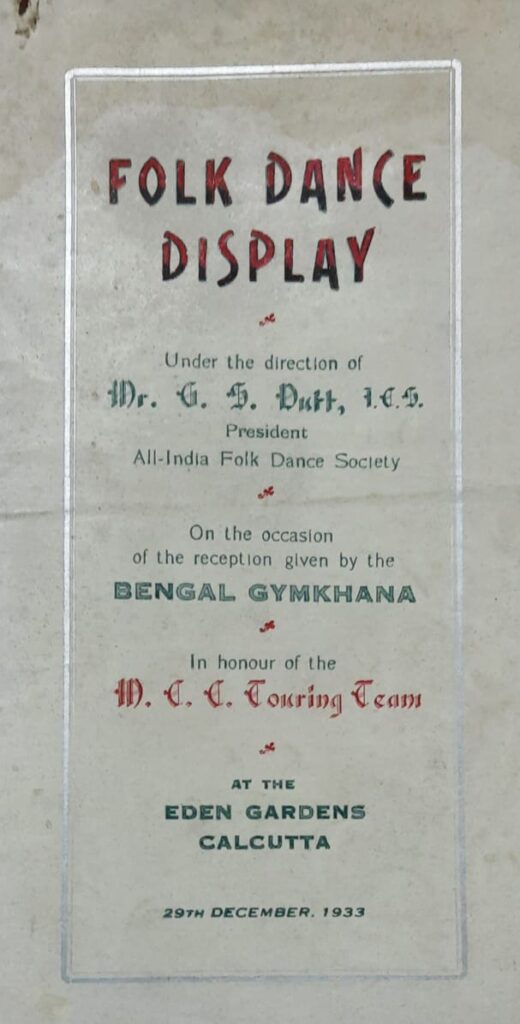 FOLK DANCE
DISPLAY
Under the direction of
Mr. G. S. Dutt, I.C.S.
President
All-India Folk Dance Society
On the occasion
of the reception given by the
BENGAL GYMKHANA
In honour of the
M. C. C. Touring Team
AT THE
EDEN GARDENS
CALCUTTA
29TH DECEMBER. 1933